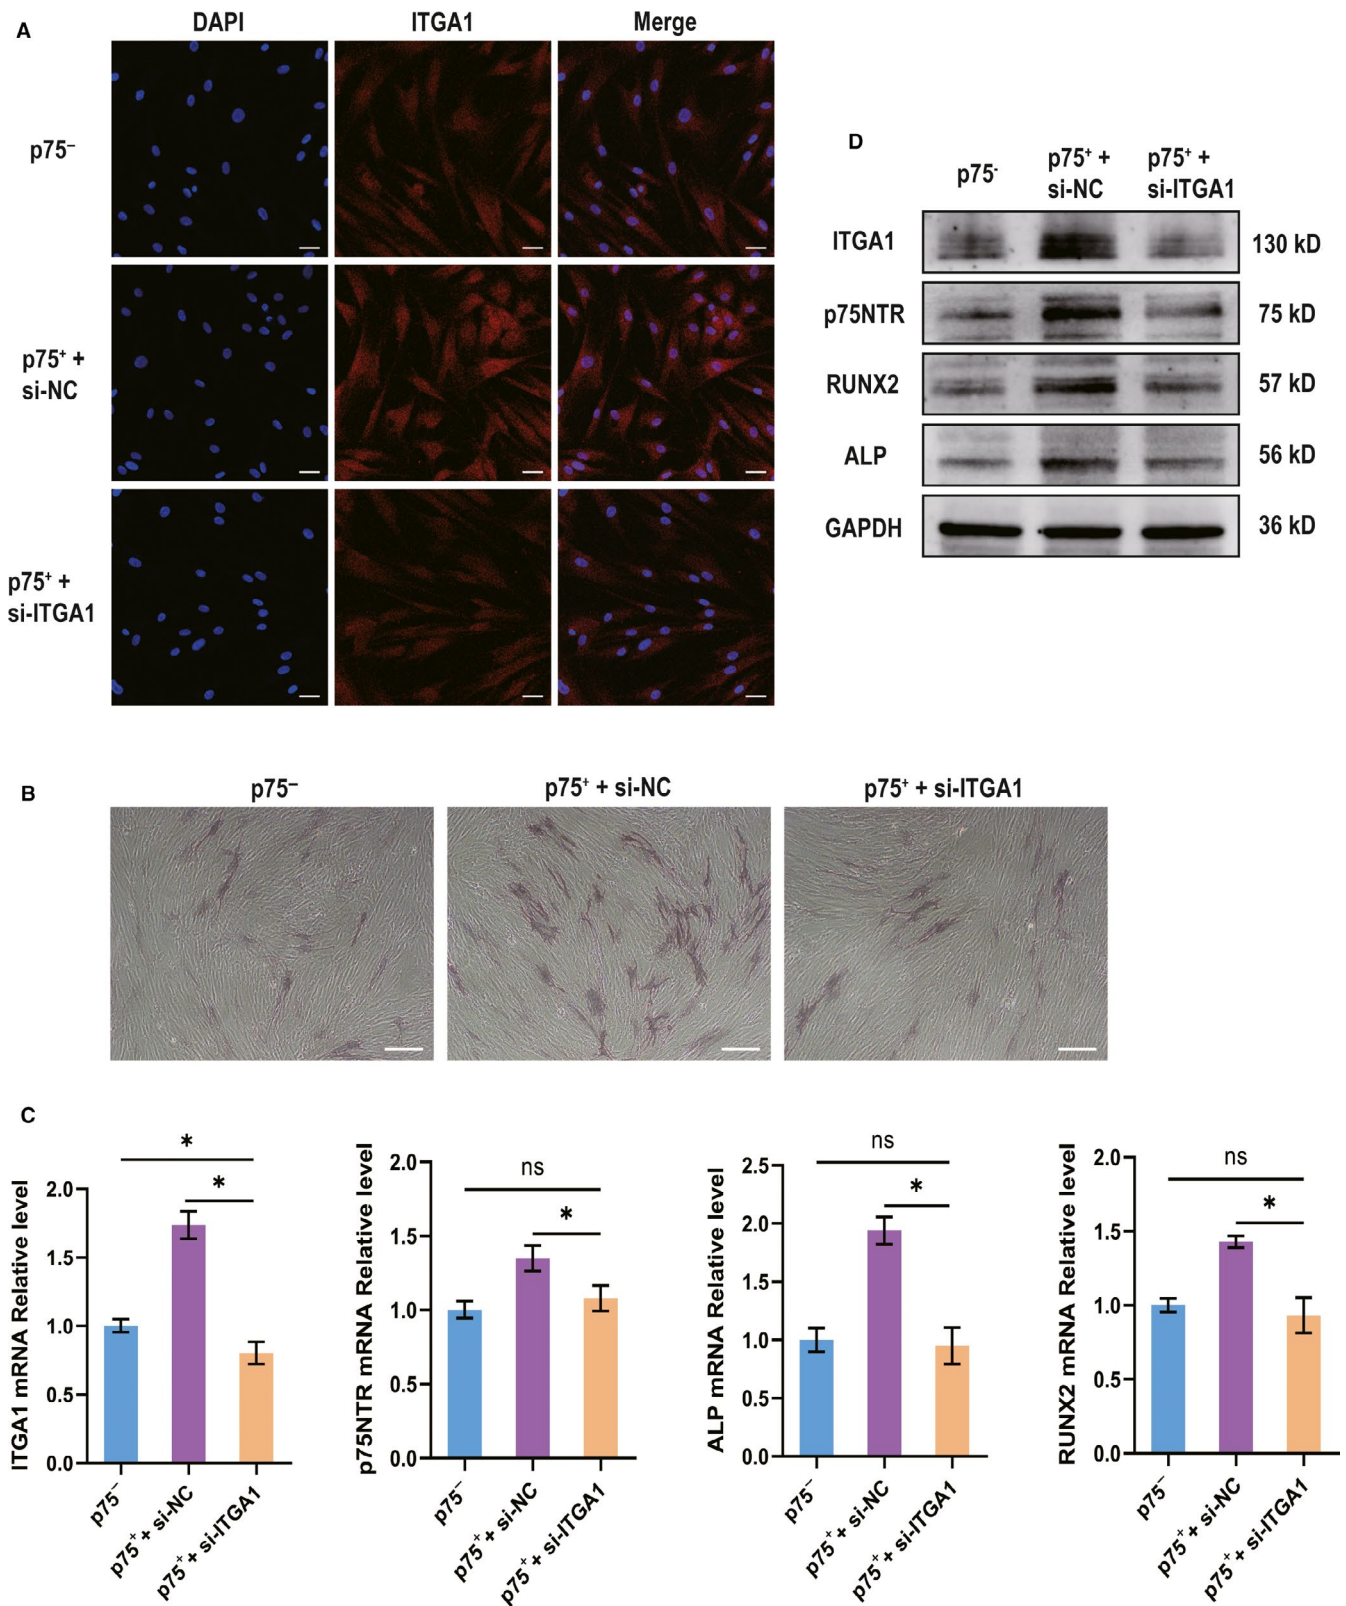 A
DAPI
ITGA1
Merge
p75–
p75+ +
si-NC
p75+ +
si-ITGA1
D
p75-
p75+ +
si-NC
p75+ +
si-ITGA1
ITGA1
130 kD
p75NTR
75 kD
RUNX2
57 kD
ALP
56 kD
GAPDH
36 kD
B
p75–
p75+ + si-NC
p75+ + si-ITGA1
C
ITGA1 mRNA Relative level
2.0
1.5
1.0
0.5
0.0
*
*
p75–
p75+ + si-NC
p75+ + si-ITGA1
p75NTR mRNA Relative level
2.0
1.5
1.0
0.5
0.0
ns
*
p75–
p75+ + si-NC
p75+ + si-ITGA1
ALP mRNA Relative level
2.5
2.0
1.5
1.0
0.5
0.0
ns
*
p75–
p75+ + si-NC
p75+ + si-ITGA1
RUNX2 mRNA Relative level
2.0
1.5
1.0
0.5
0.0
ns
*
p75–
p75+ + si-NC
p75+ + si-ITGA1